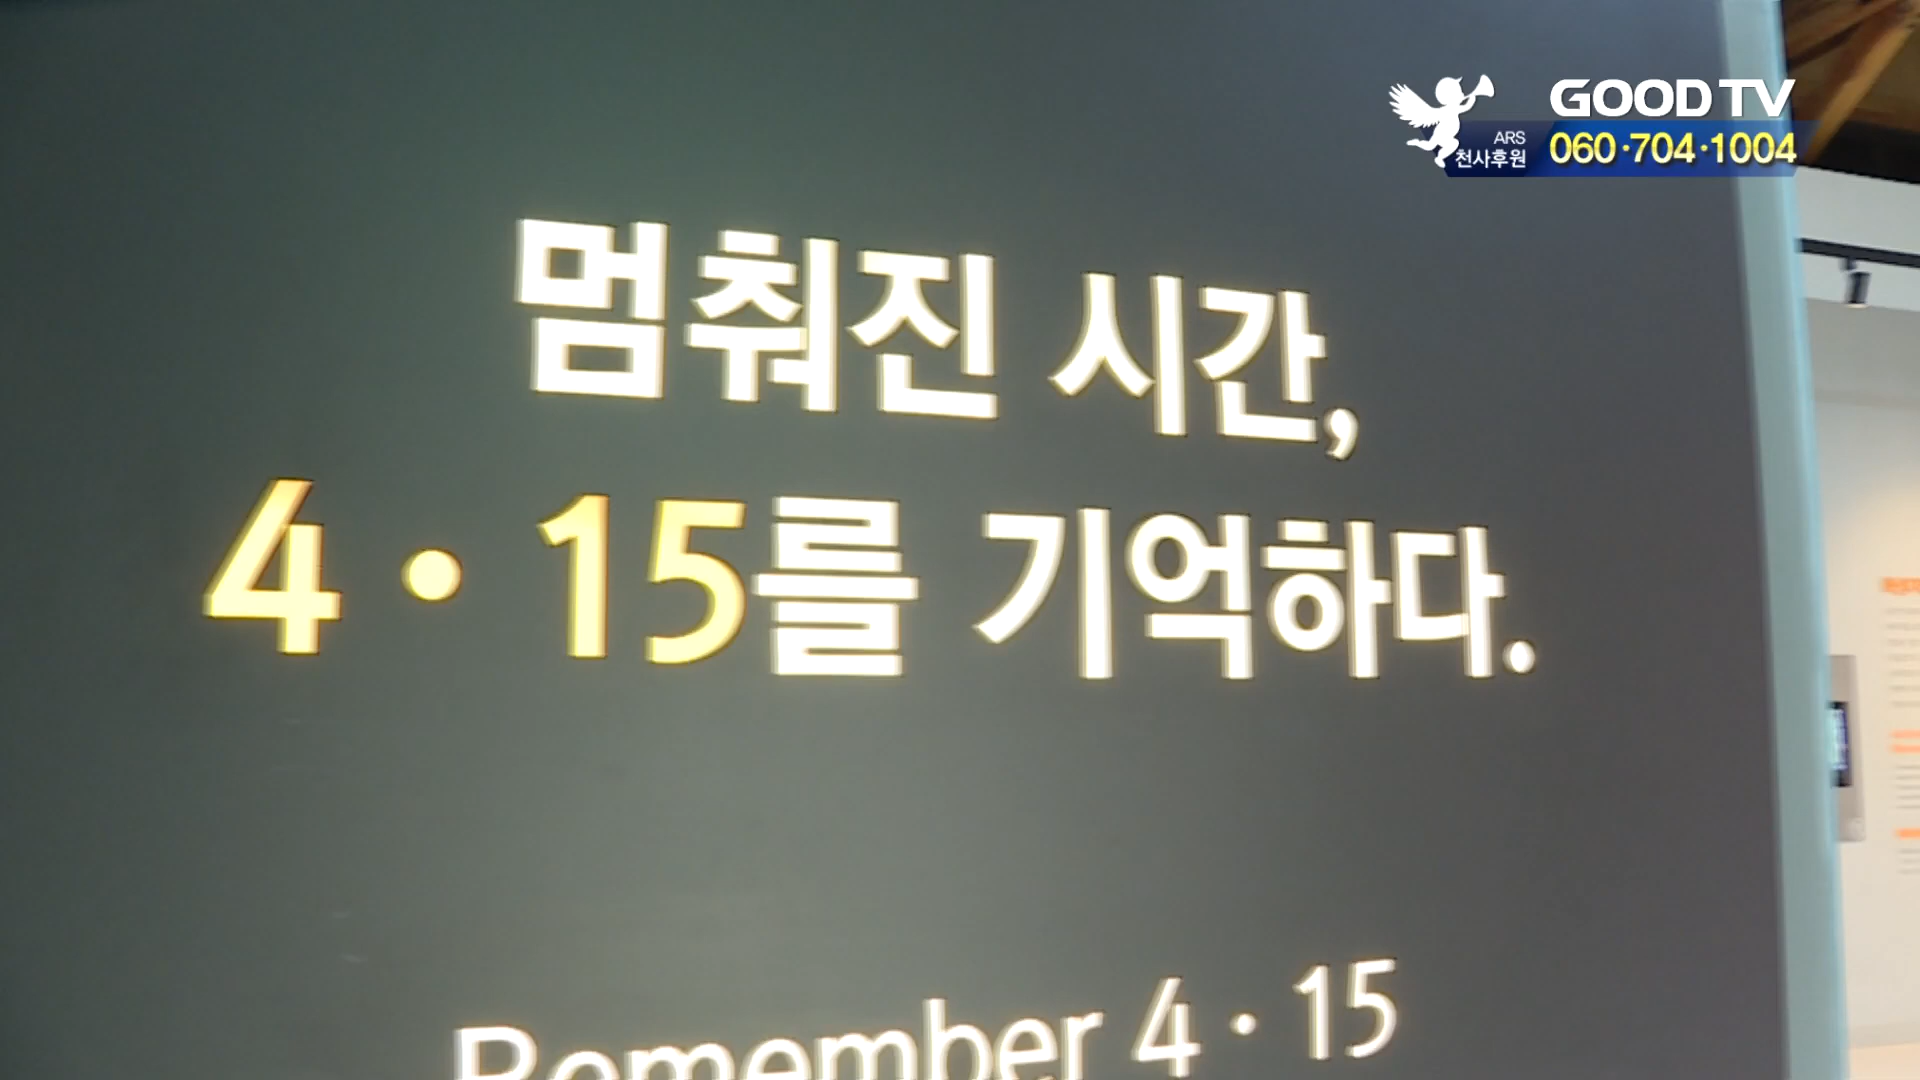 GOOD TV
ARS
천사후원 060·704·1004
멈춰진 시간,
4·15를 기억하다.
Remember 4·15